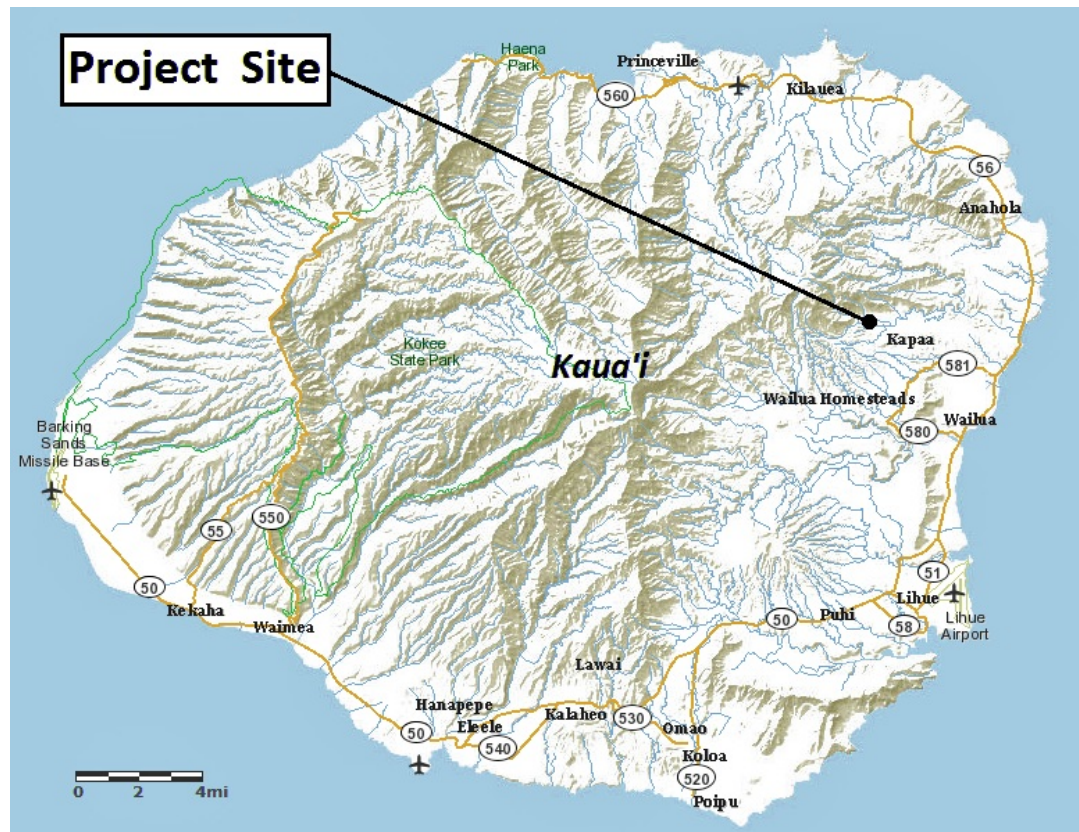 Project Site
Haena
Park
Princeville
560
Kilauea
56
Anahola
Kapaa
Kokee
State Park
Kaua'i
581
Wailua Homesteads
Wailua
580
Barking
Sands
Missile Base
55
550
50
Kekaha
Waimea
51
Lihue
Puhi
50
58
Lihue
Airport
Lawai
Hanapepe
Eleele
Kalaheo
530
Omao
50
540
Koloa
520
Poipu
0 2 4mi